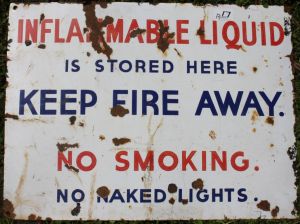 INFLAMMABLE LIQUID
IS STORED HERE
KEEP FIRE AWAY.
NO SMOKING.
NO NAKED LIGHTS.